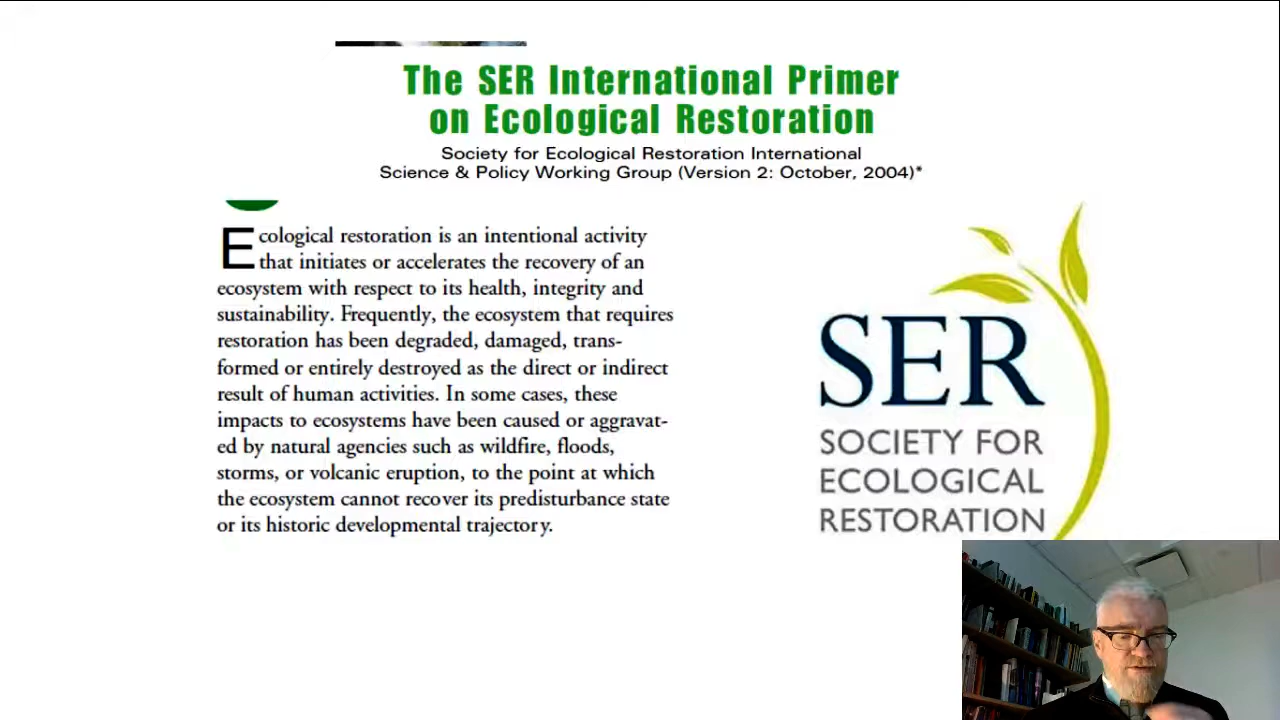 The SER International Primer
on Ecological Restoration
Society for Ecological Restoration International
Science & Policy Working Group (Version 2: October, 2004)*
Ecological restoration is an intentional activity
that initiates or accelerates the recovery of an
ecosystem with respect to its health, integrity and
sustainability. Frequently, the ecosystem that requires
restoration has been degraded, damaged, trans-
formed or entirely destroyed as the direct or indirect
result of human activities. In some cases, these
impacts to ecosystems have been caused or aggravat-
ed by natural agencies such as wildfire, floods,
storms, or volcanic eruption, to the point at which
the ecosystem cannot recover its predisturbance state
or its historic developmental trajectory.
SER
SOCIETY FOR
ECOLOGICAL
RESTORATION